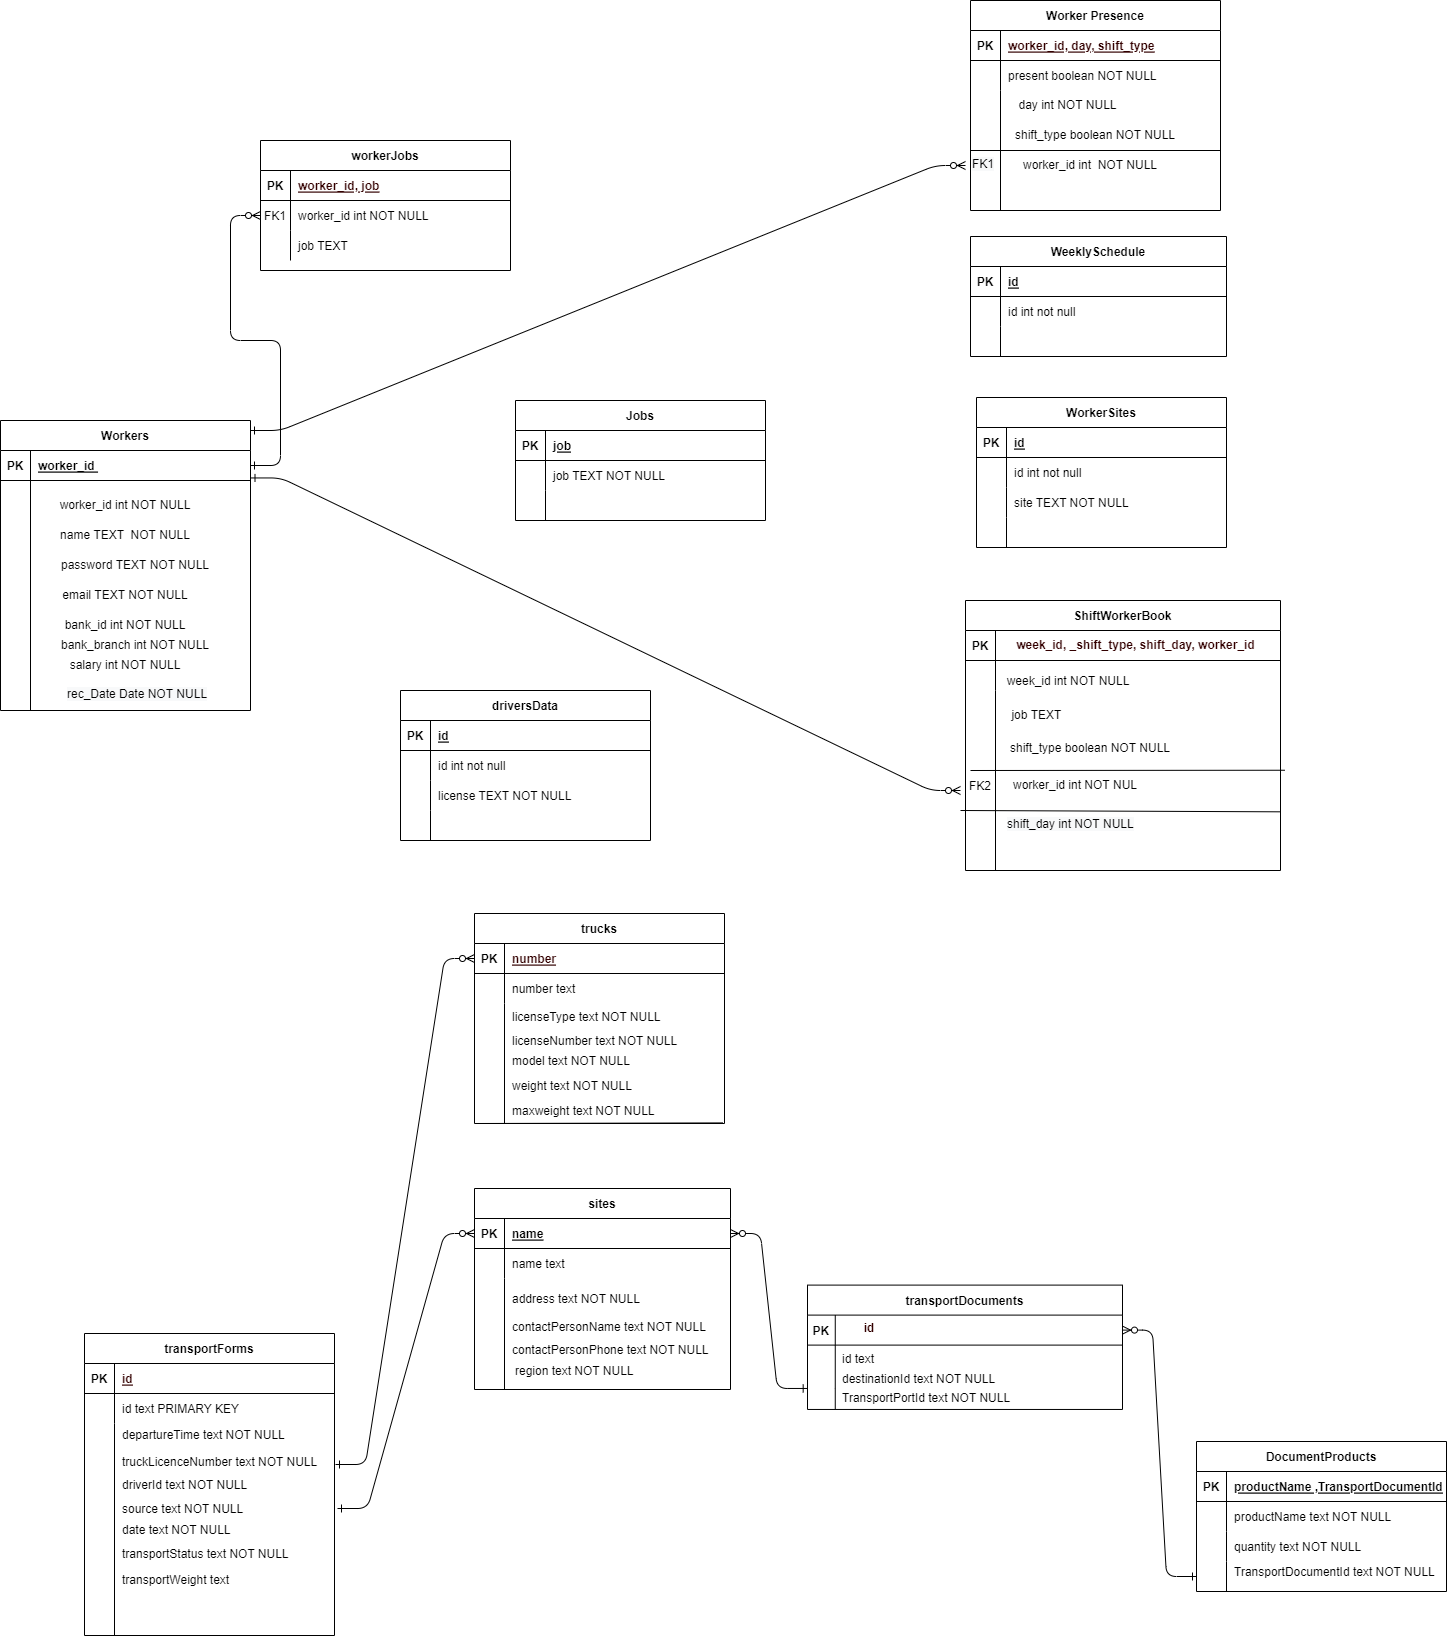 Worker Presence
PK worker_id, day, shift_type
present boolean NOT NULL
day int NOT NULL
shift_type boolean NOT NULL
FK1 worker_id int  NOT NULL
workerJobs
PK worker_id, job
FK1 worker_id int NOT NULL
job TEXT
WeeklySchedule
PK id
id int not null
Workers
PK worker_id
worker_id int NOT NULL
name TEXT  NOT NULL
password TEXT NOT NULL
email TEXT NOT NULL
bank_id int NOT NULL
bank_branch int NOT NULL
salary int NOT NULL
rec_Date Date NOT NULL
Jobs
PK job
job TEXT NOT NULL
WorkerSites
PK id
id int not null
site TEXT NOT NULL
ShiftWorkerBook
PK week_id, _shift_type, shift_day, worker_id
week_id int NOT NULL
job TEXT
shift_type boolean NOT NULL
FK2 worker_id int NOT NUL
shift_day int NOT NULL
driversData
PK id
id int not null
license TEXT NOT NULL
trucks
PK number
number text
licenseType text NOT NULL
licenseNumber text NOT NULL
model text NOT NULL
weight text NOT NULL
maxweight text NOT NULL
sites
PK name
name text
address text NOT NULL
contactPersonName text NOT NULL
contactPersonPhone text NOT NULL
region text NOT NULL
transportDocuments
PK id
id text
destinationId text NOT NULL
TransportPortId text NOT NULL
transportForms
PK id
id text PRIMARY KEY
departureTime text NOT NULL
truckLicenceNumber text NOT NULL
driverId text NOT NULL
source text NOT NULL
date text NOT NULL
transportStatus text NOT NULL
transportWeight text
DocumentProducts
PK productName ,TransportDocumentId
productName text NOT NULL
quantity text NOT NULL
TransportDocumentId text NOT NULL